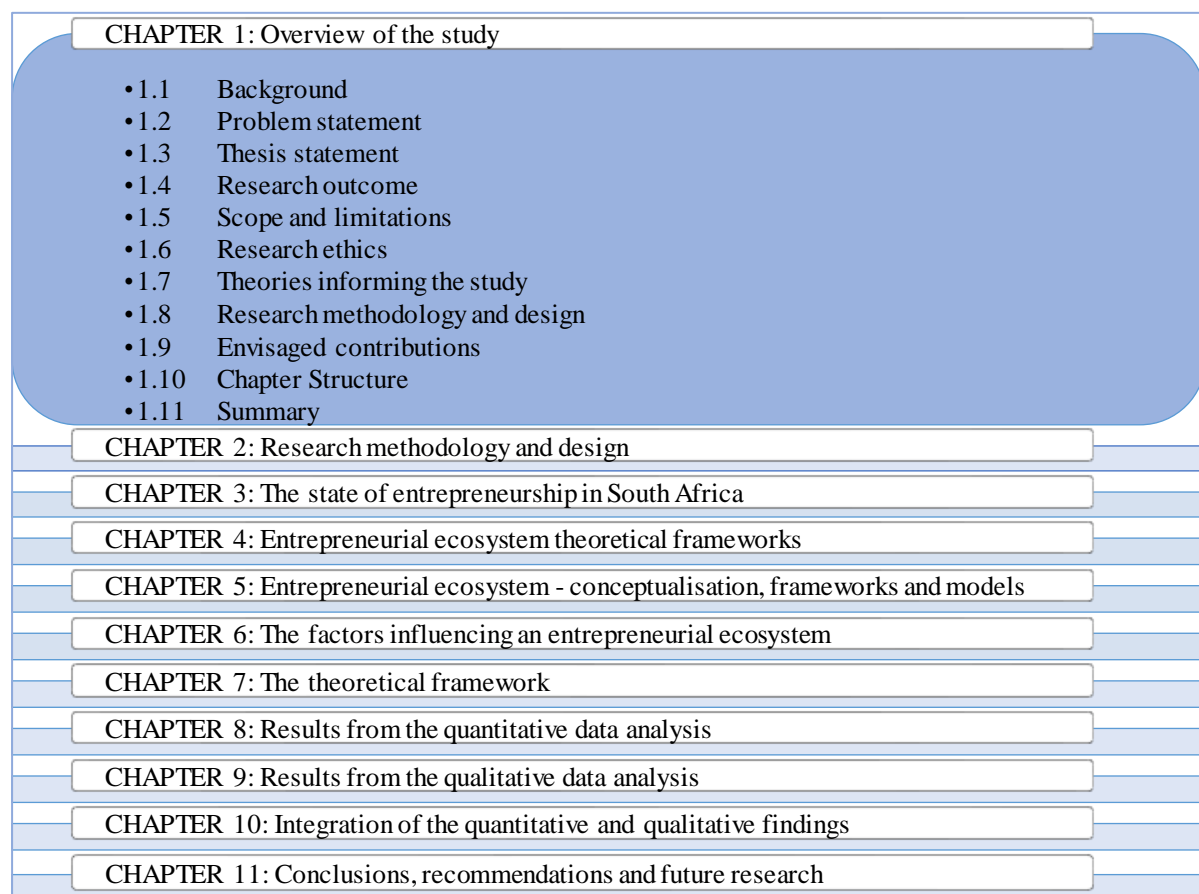 CHAPTER 1: Overview of the study
•1.1 Background
•1.2 Problem statement
•1.3 Thesis statement
•1.4 Research outcome
•1.5 Scope and limitations
•1.6 Research ethics
•1.7 Theories informing the study
•1.8 Research methodology and design
•1.9 Envisaged contributions
•1.10 Chapter Structure
•1.11 Summary
CHAPTER 2: Research methodology and design
CHAPTER 3: The state of entrepreneurship in South Africa
CHAPTER 4: Entrepreneurial ecosystem theoretical frameworks
CHAPTER 5: Entrepreneurial ecosystem - conceptualisation, frameworks and models
CHAPTER 6: The factors influencing an entrepreneurial ecosystem
CHAPTER 7: The theoretical framework
CHAPTER 8: Results from the quantitative data analysis
CHAPTER 9: Results from the qualitative data analysis
CHAPTER 10: Integration of the quantitative and qualitative findings
CHAPTER 11: Conclusions, recommendations and future research